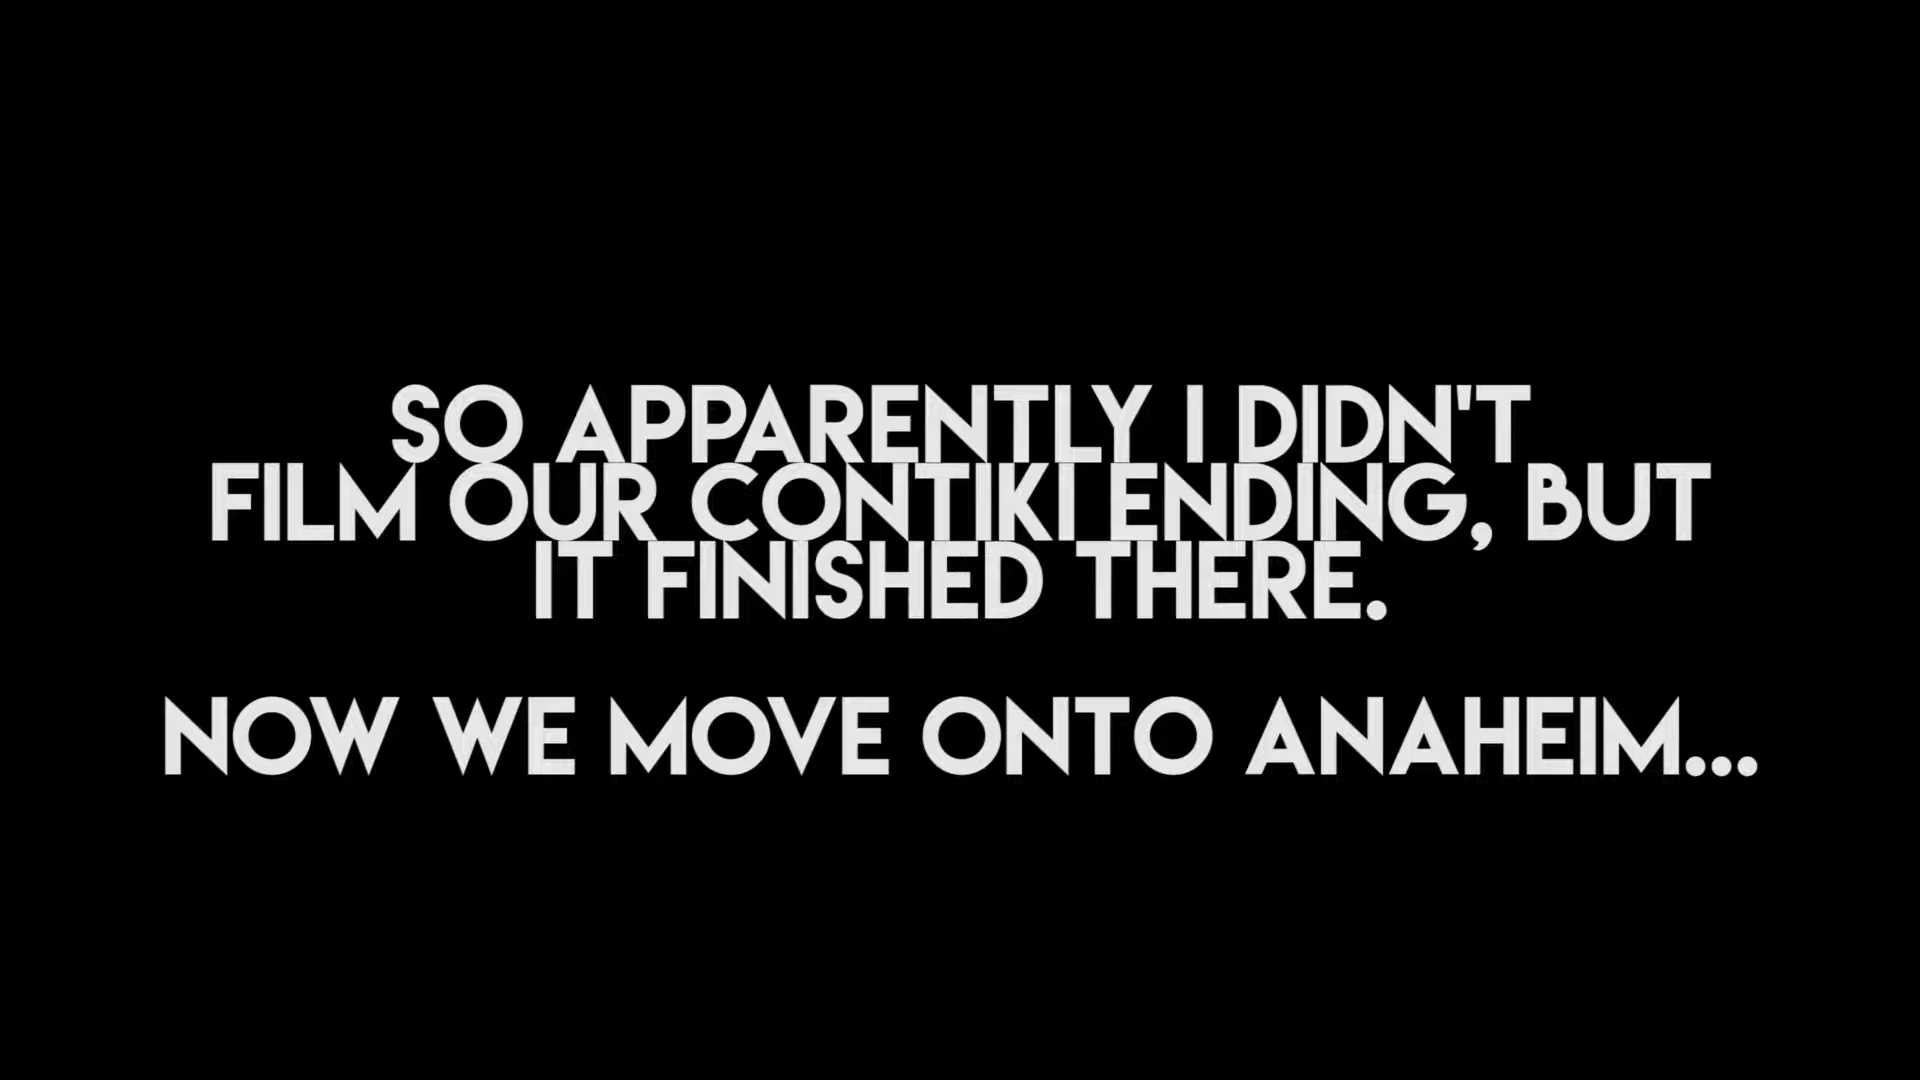 SO APPARENTLY I DIDN'T
FILM OUR CONTIKI ENDING, BUT
IT FINISHED THERE.
NOW WE MOVE ONTO ANAHEIM...